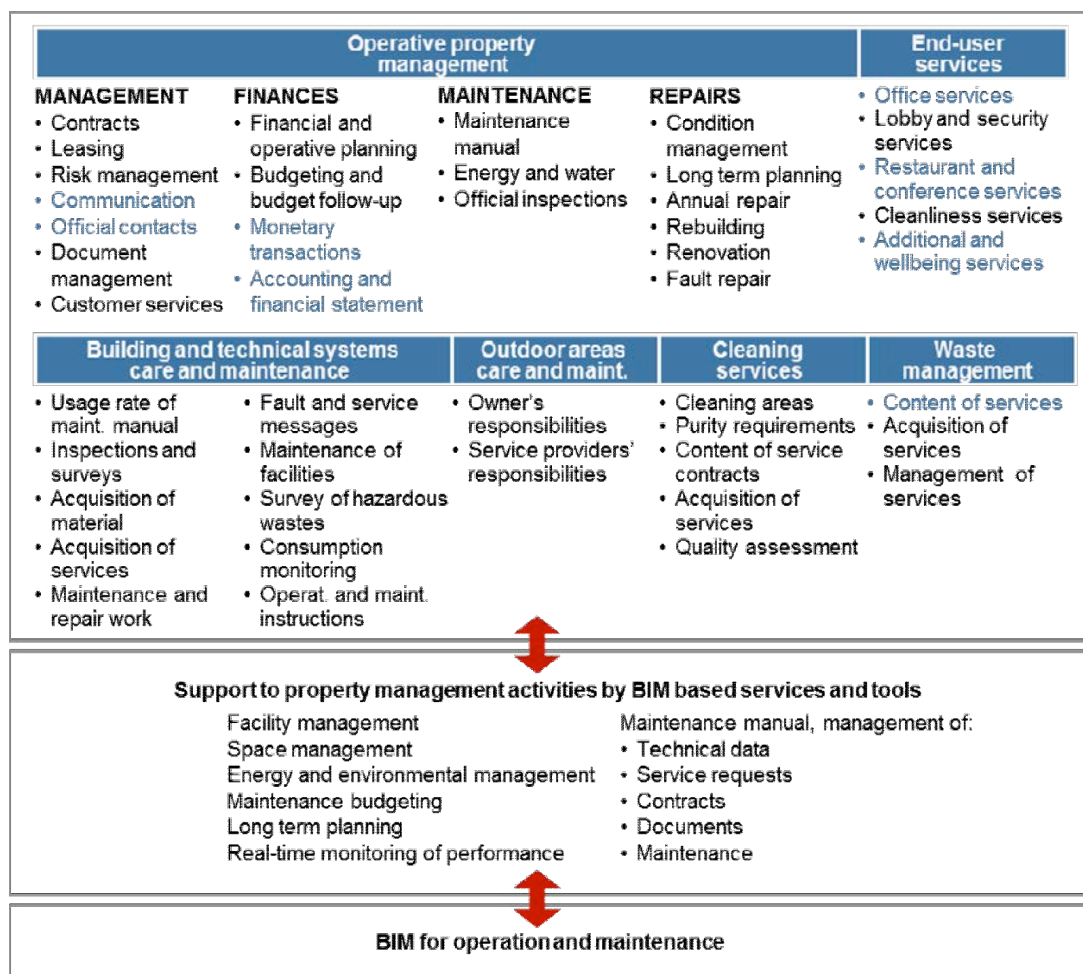 Operative property
management
End-user
services
MANAGEMENT
• Contracts
• Leasing
• Risk management
• Communication
• Official contacts
• Document
management
• Customer services
FINANCES
• Financial and
operative planning
• Budgeting and
budget follow-up
• Monetary
transactions
• Accounting and
financial statement
MAINTENANCE
• Maintenance
manual
• Energy and water
• Official inspections
REPAIRS
• Condition
management
• Long term planning
• Annual repair
• Rebuilding
• Renovation
• Fault repair
• Office services
• Lobby and security
services
• Restaurant and
conference services
• Cleanliness services
• Additional and
wellbeing services
Building and technical systems
care and maintenance
• Usage rate of
maint. manual
• Inspections and
surveys
• Acquisition of
material
• Acquisition of
services
• Maintenance and
repair work
• Fault and service
messages
• Maintenance of
facilities
• Survey of hazardous
wastes
• Consumption
monitoring
• Operat. and maint.
instructions
Outdoor areas
care and maint.
• Owner's
responsibilities
• Service providers'
responsibilities
Cleaning
services
• Cleaning areas
• Purity requirements
• Content of service
contracts
• Acquisition of
services
• Quality assessment
Waste
management
• Content of services
• Acquisition of
services
• Management of
services
Support to property management activities by BIM based services and tools
Facility management
Space management
Energy and environmental management
Maintenance budgeting
Long term planning
Real-time monitoring of performance
Maintenance manual, management of:
• Technical data
• Service requests
• Contracts
• Documents
• Maintenance
BIM for operation and maintenance